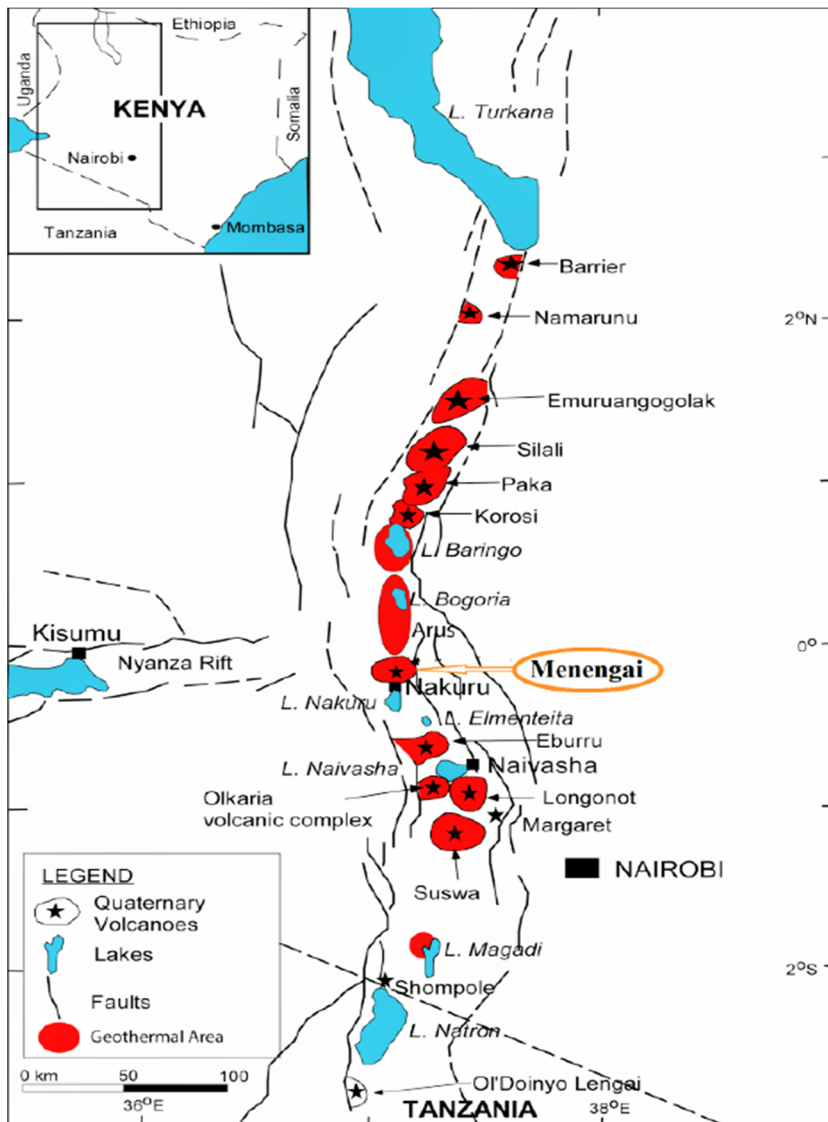 Ethiopia
Uganda
KENYA
Somalia
Nairobi
Tanzania
Mombasa
L. Turkana
Barrier
Namarunu
2°N
Emuruangogolak
Silali
Paka
Korosi
L. Baringo
L. Bogoria
Arus
Kisumu
Nyanza Rift
0°
Menengai
Nakuru
L. Nakuru
L. Elmenteita
Eburru
L. Naivasha
Naivasha
Olkaria
volcanic complex
Longonot
Margaret
NAIROBI
Suswa
LEGEND
Quaternary
Volcanoes
Lakes
Faults
Geothermal Area
L. Magadi
2°S
Shompole
L. Natron
0 km 50 100
36°E
Ol'Doinyo Lengai
TANZANIA
38°E